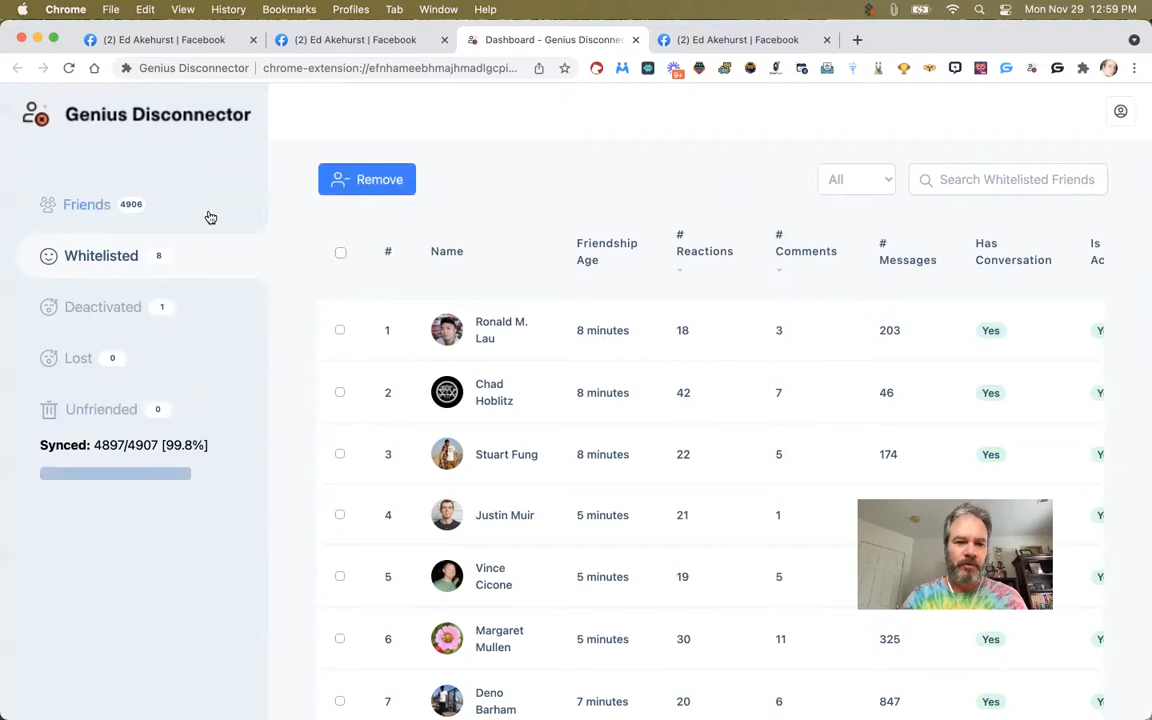 Chrome File Edit View History Bookmarks Profiles Tab Window Help Mon Nov 29 12:59 PM
(2) Ed Akehurst | Facebook (2) Ed Akehurst | Facebook Dashboard - Genius Disconnec (2) Ed Akehurst | Facebook
Genius Disconnector chrome-extension://efnhameebhmajhmadlgcpi... 9+
Genius Disconnector
Remove All Search Whitelisted Friends
Friends 4906
Whitelisted 8
Deactivated 1
Lost 0
Unfriended 0
Synced: 4897/4907 [99.8%]
# Name Friendship Age # Reactions # Comments # Messages Has Conversation Is Ac
1 Ronald M. Lau 8 minutes 18 3 203 Yes Y
2 Chad Hoblitz 8 minutes 42 7 46 Yes Y
3 Stuart Fung 8 minutes 22 5 174 Yes Y
4 Justin Muir 5 minutes 21 1 Y
5 Vince Cicone 5 minutes 19 5 Y
6 Margaret Mullen 5 minutes 30 11 325 Yes Y
7 Deno Barham 7 minutes 20 6 847 Yes Y